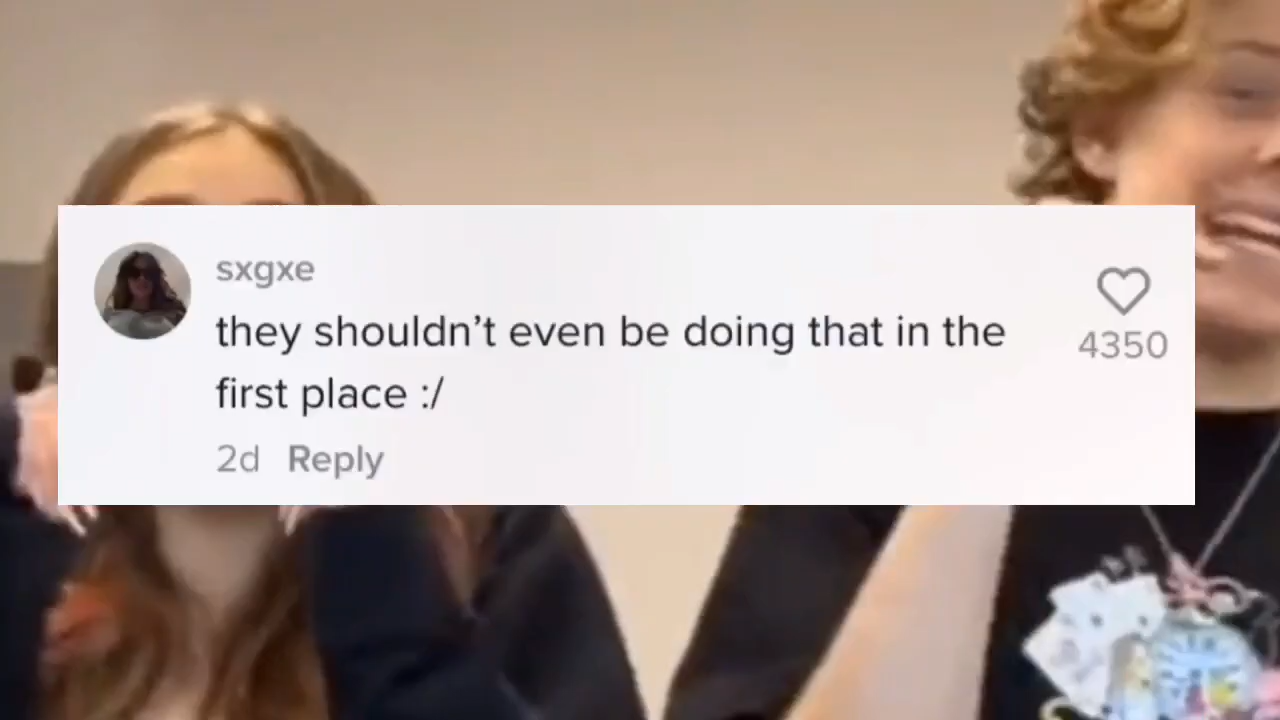 sxgxe
they shouldn't even be doing that in the
first place :/
2d Reply
4350